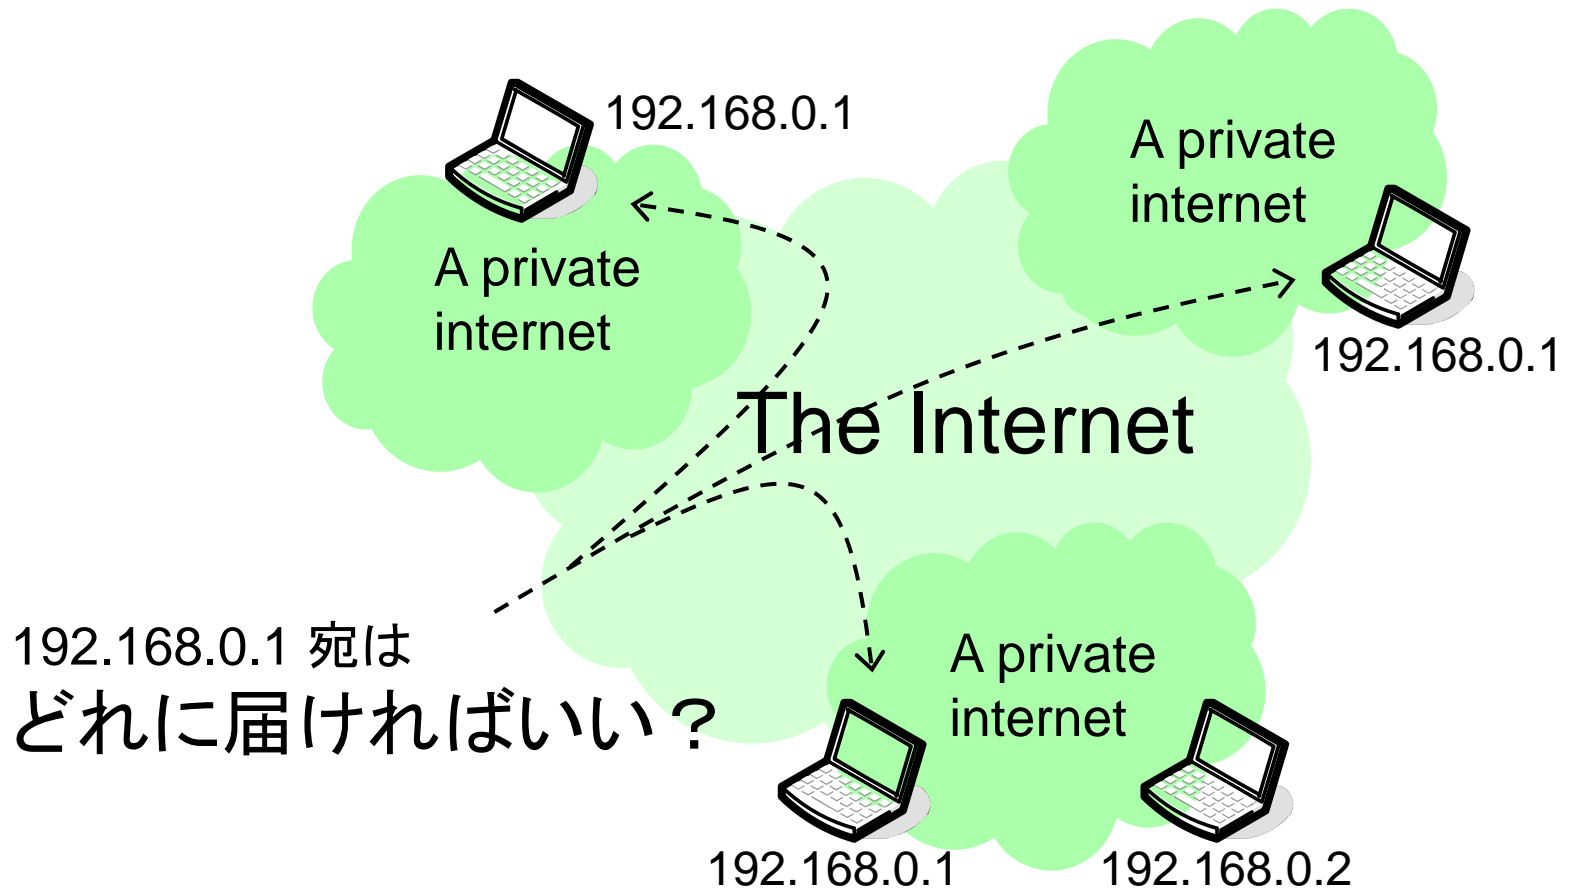 192.168.0.1
A private
internet
A private
internet
192.168.0.1
The Internet
192.168.0.1 宛は
どれに届ければいい？
A private
internet
192.168.0.1
192.168.0.2